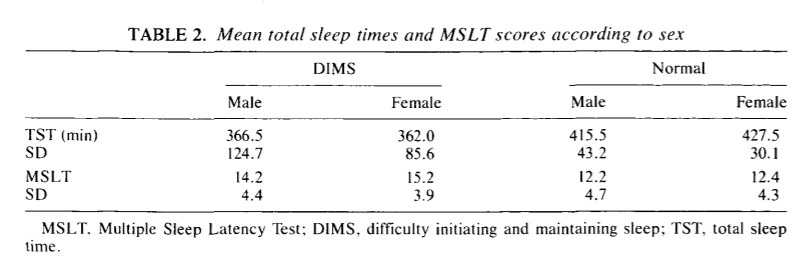 TABLE 2. Mean total sleep times and MSLT scores according to sex
DIMS Normal
Male Female Male Female
TST (min) 366.5 362.0 415.5 427.5
SD 124.7 85.6 43.2 30.1
MSLT 14.2 15.2 12.2 12.4
SD 4.4 3.9 4.7 4.3
MSLT, Multiple Sleep Latency Test; DIMS, difficulty initiating and maintaining sleep; TST, total sleep
time.